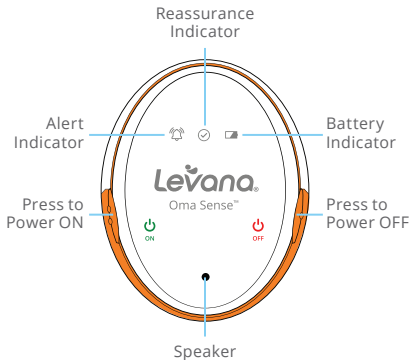 Reassurance
Indicator
Alert
Indicator
Battery
Indicator
Levana®
Oma Sense™
Press to
Power ON
Press to
Power OFF
ON
OFF
Speaker